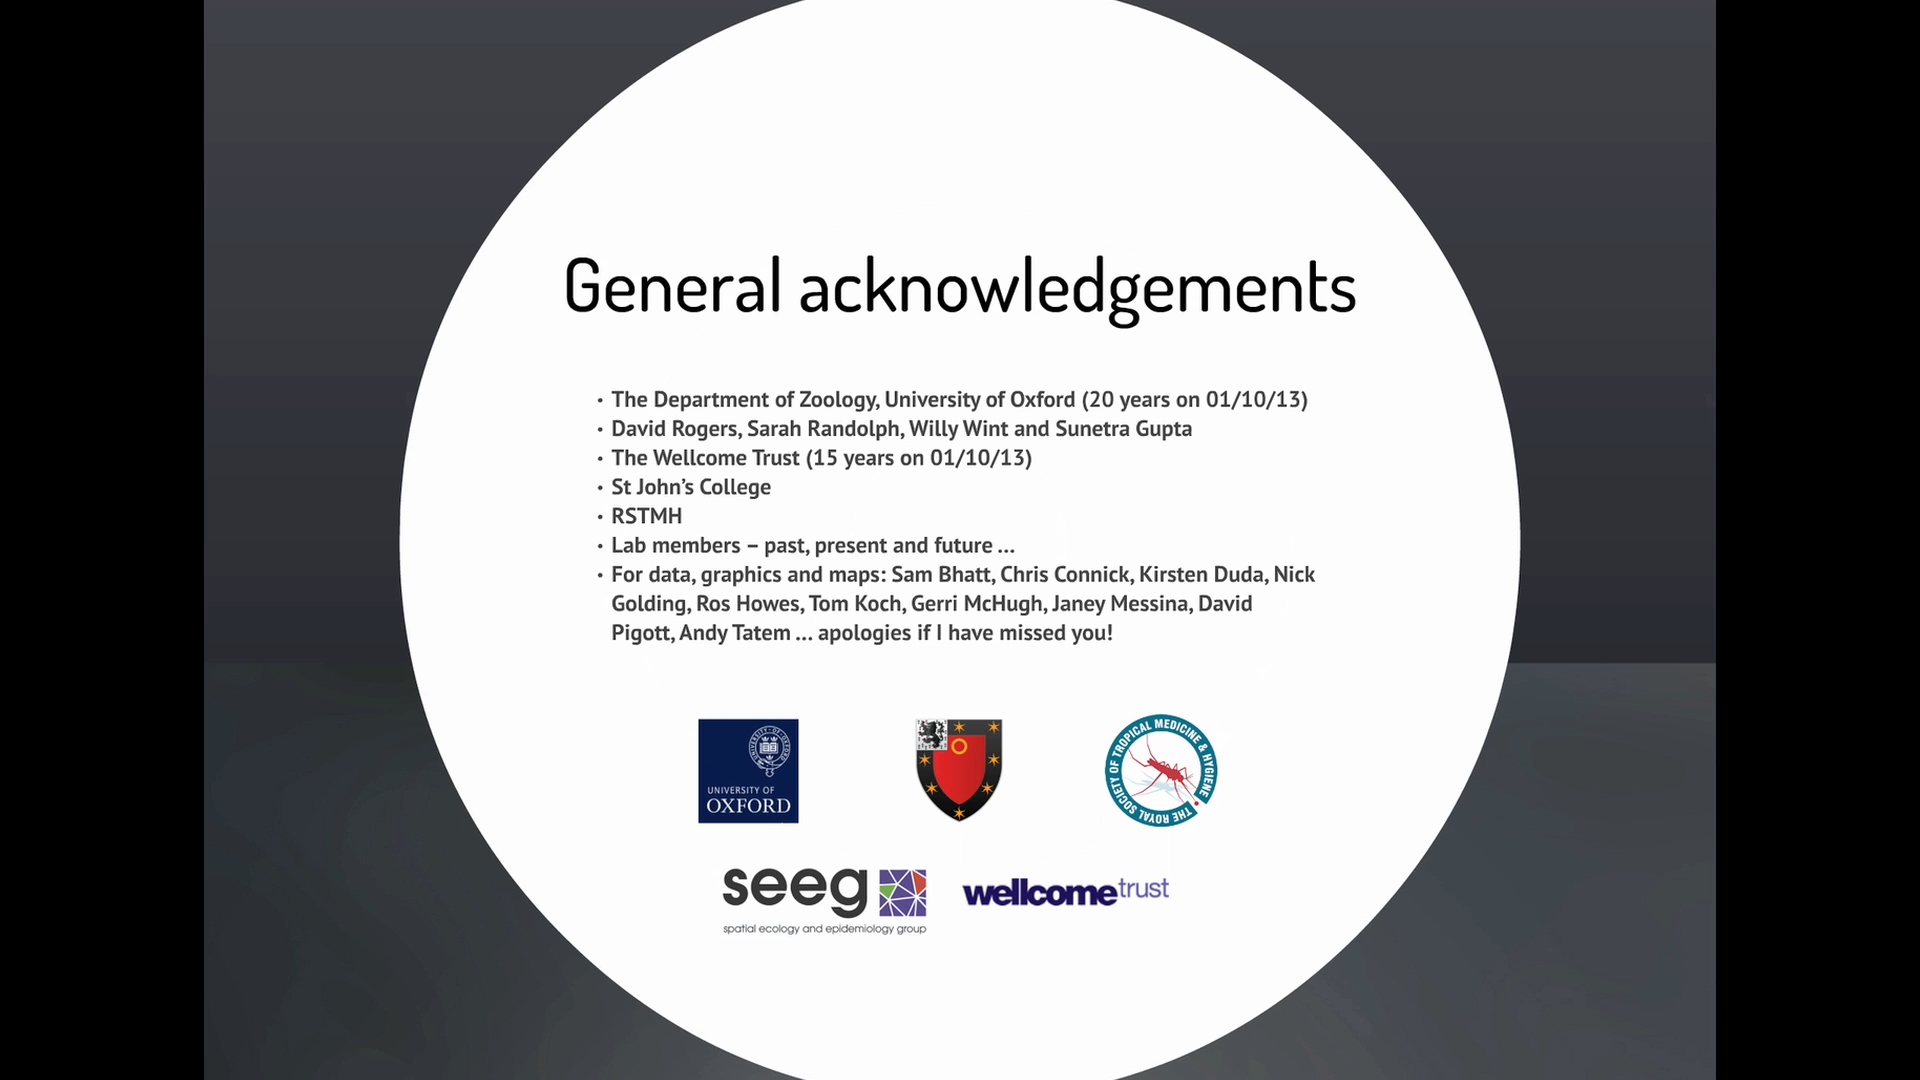 General acknowledgements
• The Department of Zoology, University of Oxford (20 years on 01/10/13)
• David Rogers, Sarah Randolph, Willy Wint and Sunetra Gupta
• The Wellcome Trust (15 years on 01/10/13)
• St John’s College
• RSTMH
• Lab members – past, present and future ...
• For data, graphics and maps: Sam Bhatt, Chris Connick, Kirsten Duda, Nick
Golding, Ros Howes, Tom Koch, Gerri McHugh, Janey Messina, David
Pigott, Andy Tatem ... apologies if I have missed you!
UNIVERSITY OF
OXFORD
THE ROYAL SOCIETY OF TROPICAL MEDICINE & HYGIENE
seeg
spatial ecology and epidemiology group
wellcometrust